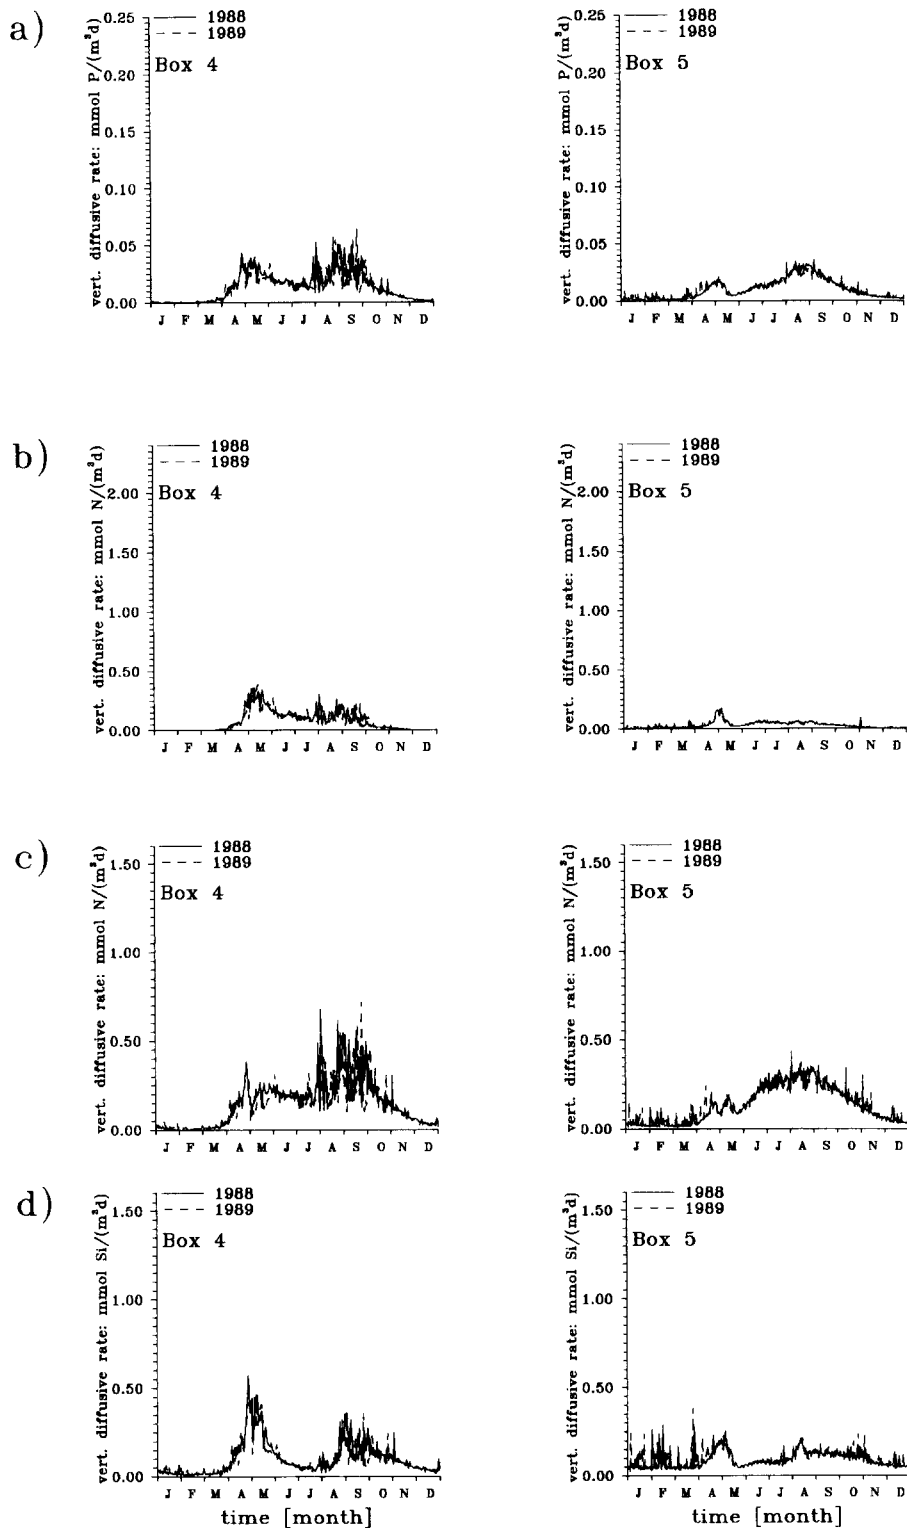 a)
vert. diffusive rate: mmol P/(m³d)
0.25
0.20
0.15
0.10
0.05
0.00
1988
1989
Box 4
J F M A M J J A S O N D
vert. diffusive rate: mmol P/(m³d)
0.25
0.20
0.15
0.10
0.05
0.00
1988
1989
Box 5
J F M A M J J A S O N D
b)
vert. diffusive rate: mmol N/(m³d)
2.00
1.50
1.00
0.50
0.00
1988
1989
Box 4
J F M A M J J A S O N D
vert. diffusive rate: mmol N/(m³d)
2.00
1.50
1.00
0.50
0.00
1988
1989
Box 5
J F M A M J J A S O N D
c)
vert. diffusive rate: mmol N/(m³d)
1.50
1.00
0.50
0.00
1988
1989
Box 4
J F M A M J J A S O N D
vert. diffusive rate: mmol N/(m³d)
1.50
1.00
0.50
0.00
1988
1989
Box 5
J F M A M J J A S O N D
d)
vert. diffusive rate: mmol Si/(m³d)
1.50
1.00
0.50
0.00
1988
1989
Box 4
J F M A M J J A S O N D
time [month]
vert. diffusive rate: mmol Si/(m³d)
1.50
1.00
0.50
0.00
1988
1989
Box 5
J F M A M J J A S O N D
time [month]